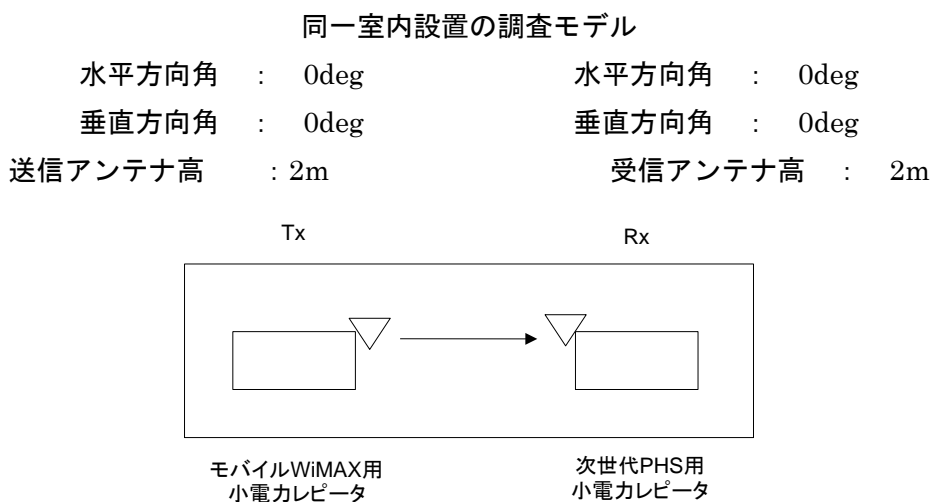 同一室内設置の調査モデル
水平方向角 : 0deg 水平方向角 : 0deg
垂直方向角 : 0deg 垂直方向角 : 0deg
送信アンテナ高 : 2m 受信アンテナ高 : 2m
Tx Rx
モバイルWiMAX用 次世代PHS用
小電力レピータ 小電力レピータ